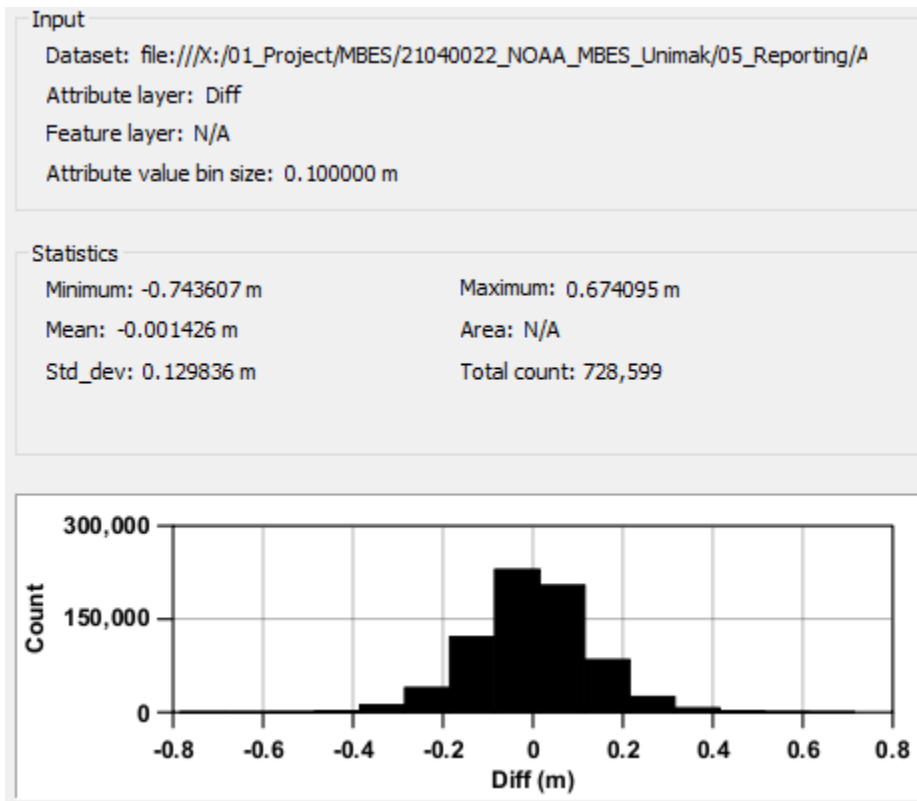 Input
Dataset: file:///X:/01_Project/MBES/21040022_NOAA_MBES_Unimak/05_Reporting/A
Attribute layer: Diff
Feature layer: N/A
Attribute value bin size: 0.100000 m
Statistics
Minimum: -0.743607 m Maximum: 0.674095 m
Mean: -0.001426 m Area: N/A
Std_dev: 0.129836 m Total count: 728,599
300,000
150,000
0
Count
-0.8 -0.6 -0.4 -0.2 0 0.2 0.4 0.6 0.8
Diff (m)